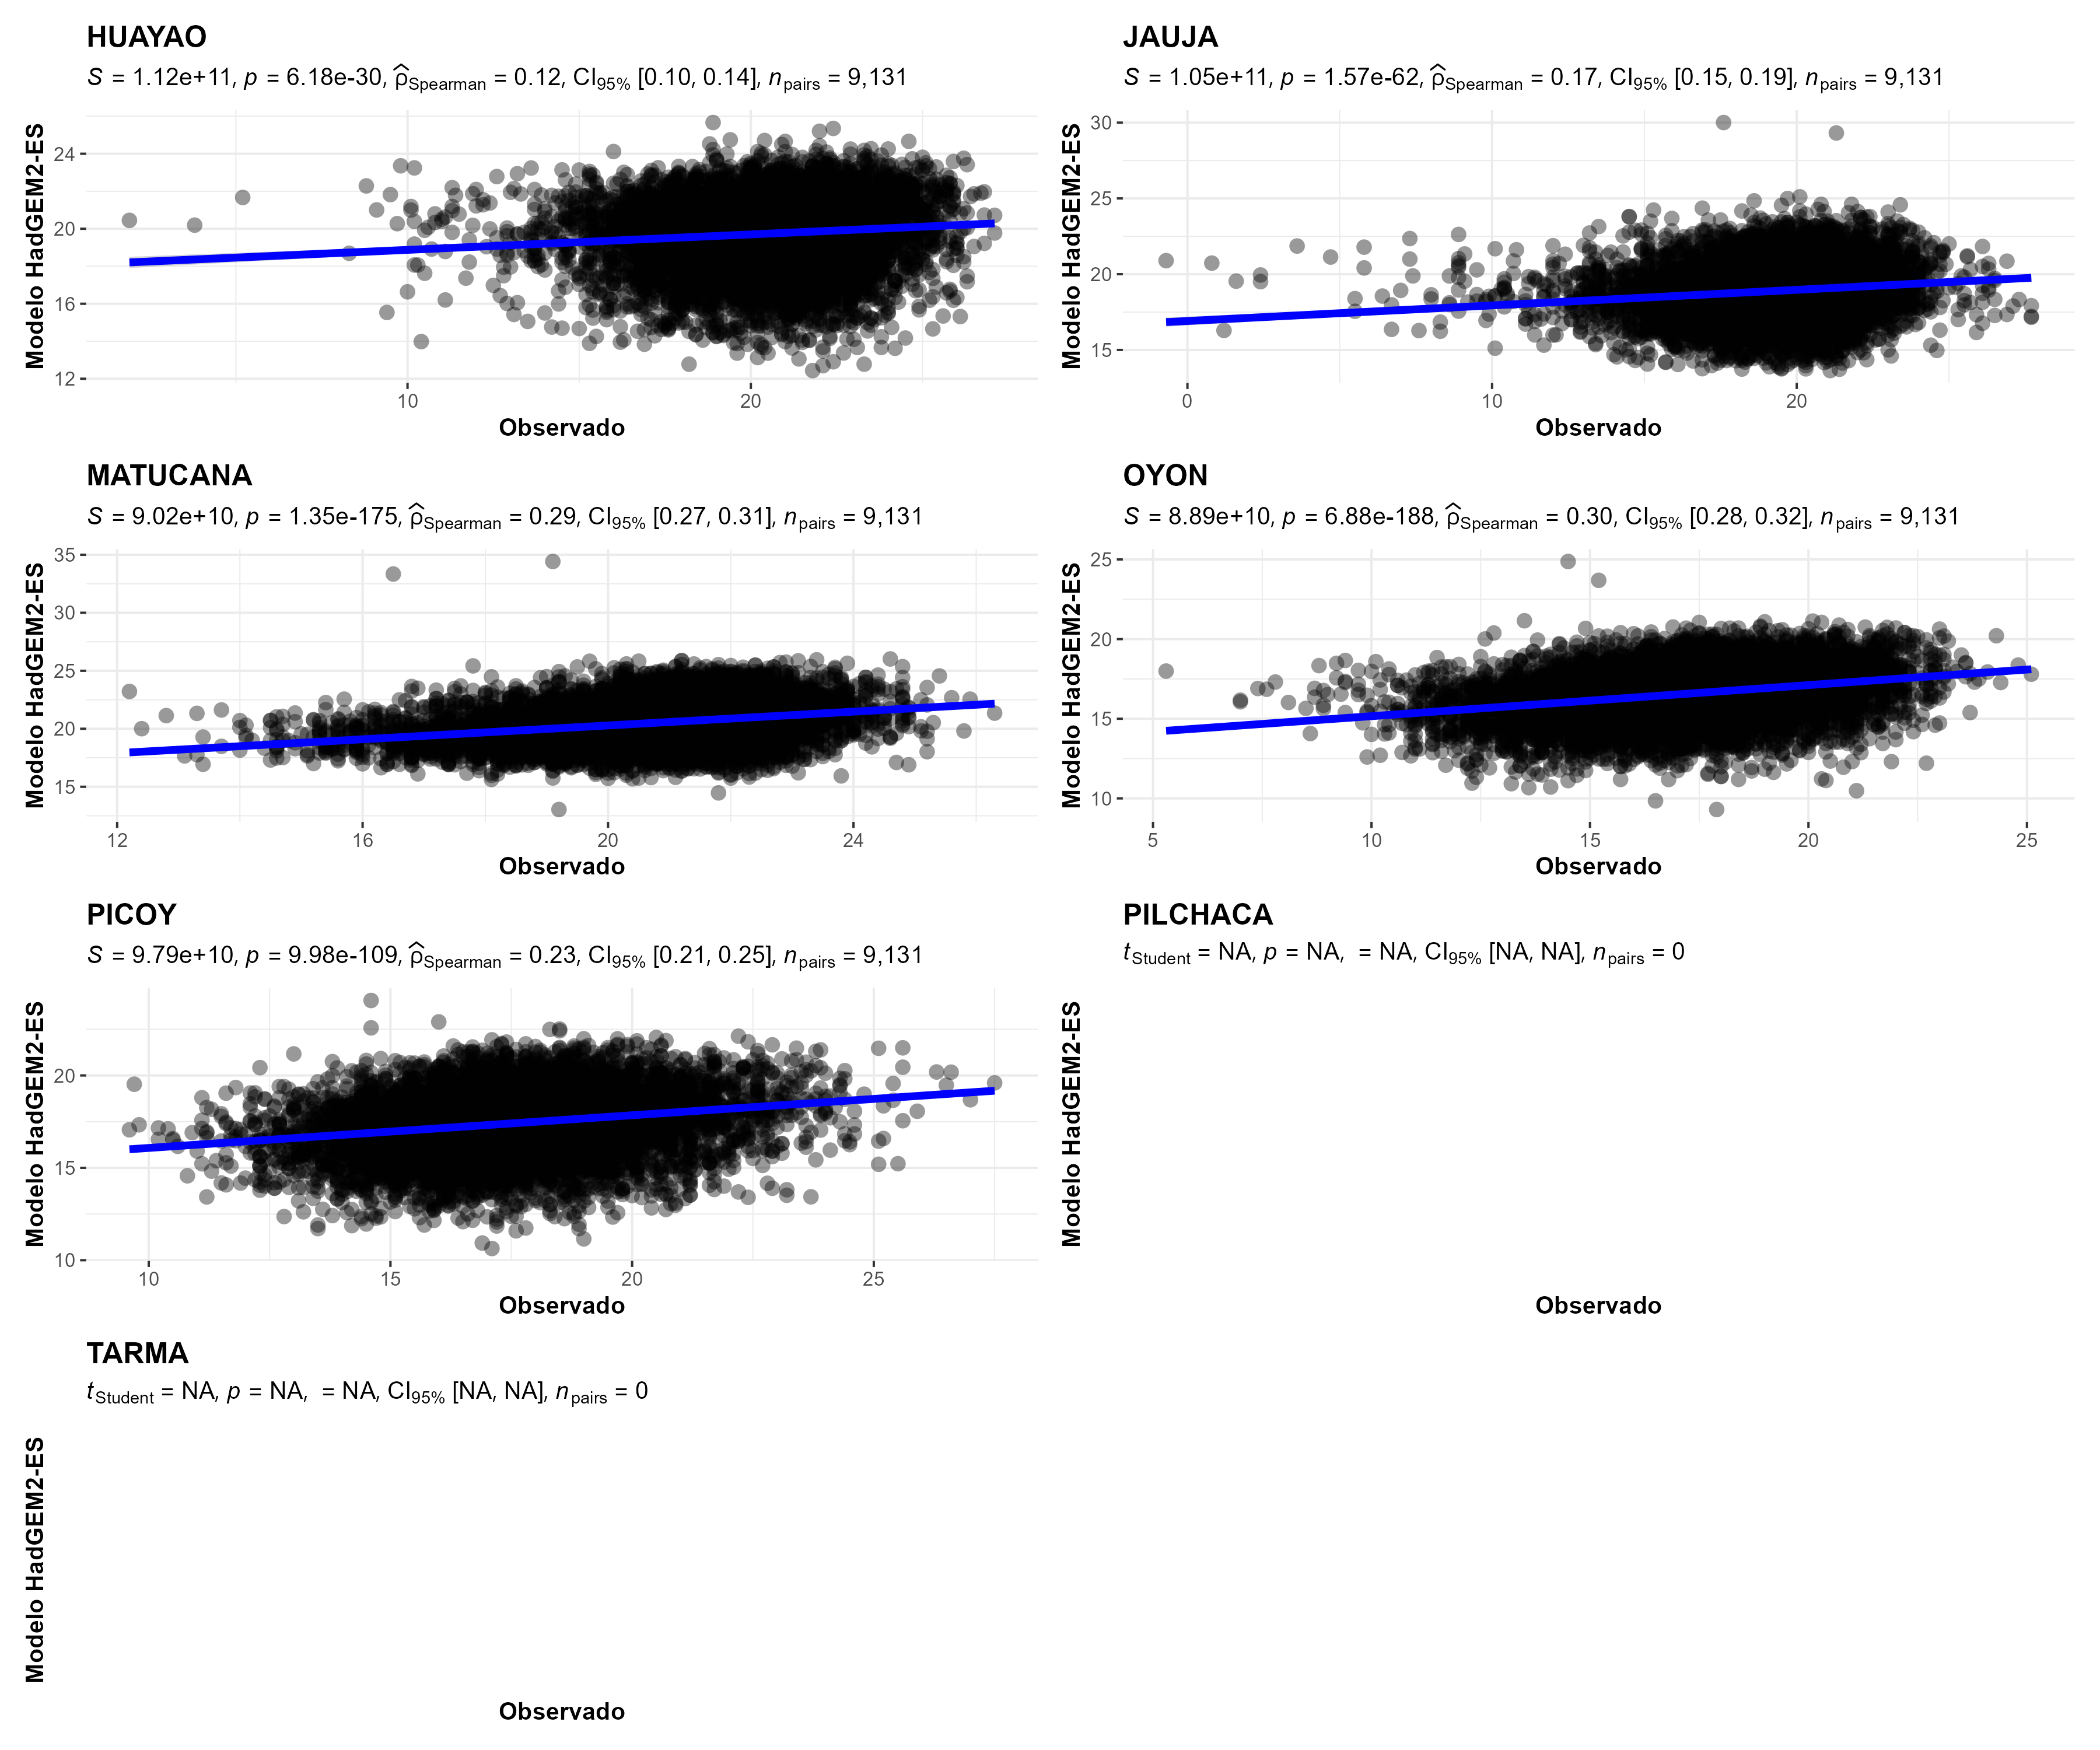 HUAYAO
S = 1.12e+11, p = 6.18e-30, ρ̂Spearman = 0.12, CI95% [0.10, 0.14], npairs = 9,131
Modelo HadGEM2-ES
24
20
16
12
10 20
Observado
JAUJA
S = 1.05e+11, p = 1.57e-62, ρ̂Spearman = 0.17, CI95% [0.15, 0.19], npairs = 9,131
Modelo HadGEM2-ES
30
25
20
15
0 10 20
Observado
MATUCANA
S = 9.02e+10, p = 1.35e-175, ρ̂Spearman = 0.29, CI95% [0.27, 0.31], npairs = 9,131
Modelo HadGEM2-ES
35
30
25
20
15
12 16 20 24
Observado
OYON
S = 8.89e+10, p = 6.88e-188, ρ̂Spearman = 0.30, CI95% [0.28, 0.32], npairs = 9,131
Modelo HadGEM2-ES
25
20
15
10
5 10 15 20 25
Observado
PICOY
S = 9.79e+10, p = 9.98e-109, ρ̂Spearman = 0.23, CI95% [0.21, 0.25], npairs = 9,131
Modelo HadGEM2-ES
20
15
10
10 15 20 25
Observado
PILCHACA
tStudent = NA, p = NA, = NA, CI95% [NA, NA], npairs = 0
Modelo HadGEM2-ES
Observado
TARMA
tStudent = NA, p = NA, = NA, CI95% [NA, NA], npairs = 0
Modelo HadGEM2-ES
Observado